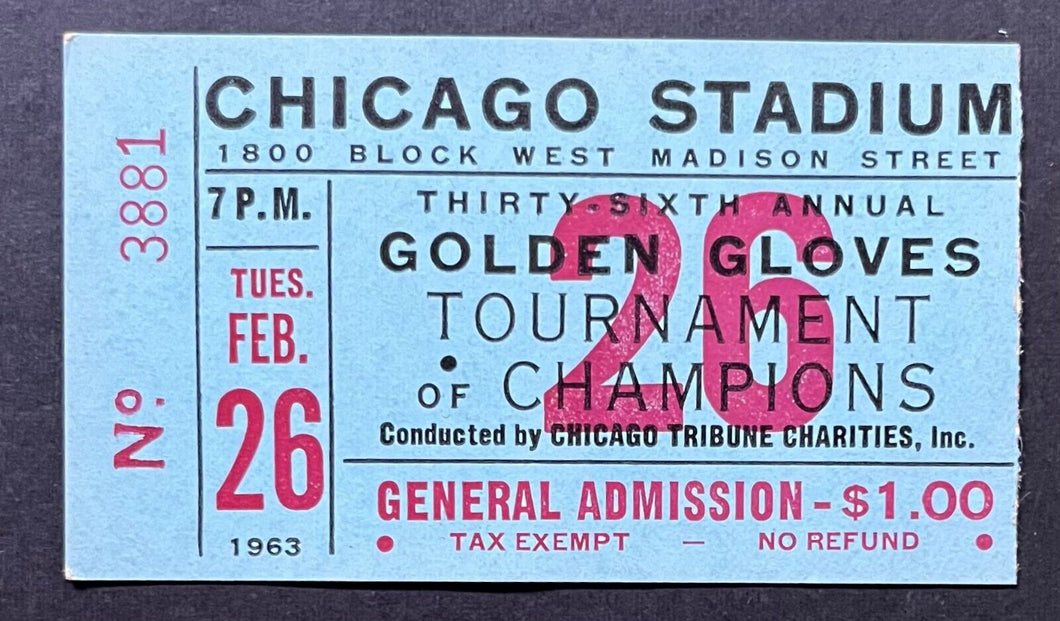 No. 3881
CHICAGO STADIUM
1800 BLOCK WEST MADISON STREET
7 P.M.
TUES.
FEB.
26
1963
26
THIRTY-SIXTH ANNUAL
GOLDEN GLOVES
TOURNAMENT
OF CHAMPIONS
Conducted by CHICAGO TRIBUNE CHARITIES, Inc.
GENERAL ADMISSION - $1.00
• TAX EXEMPT — NO REFUND •